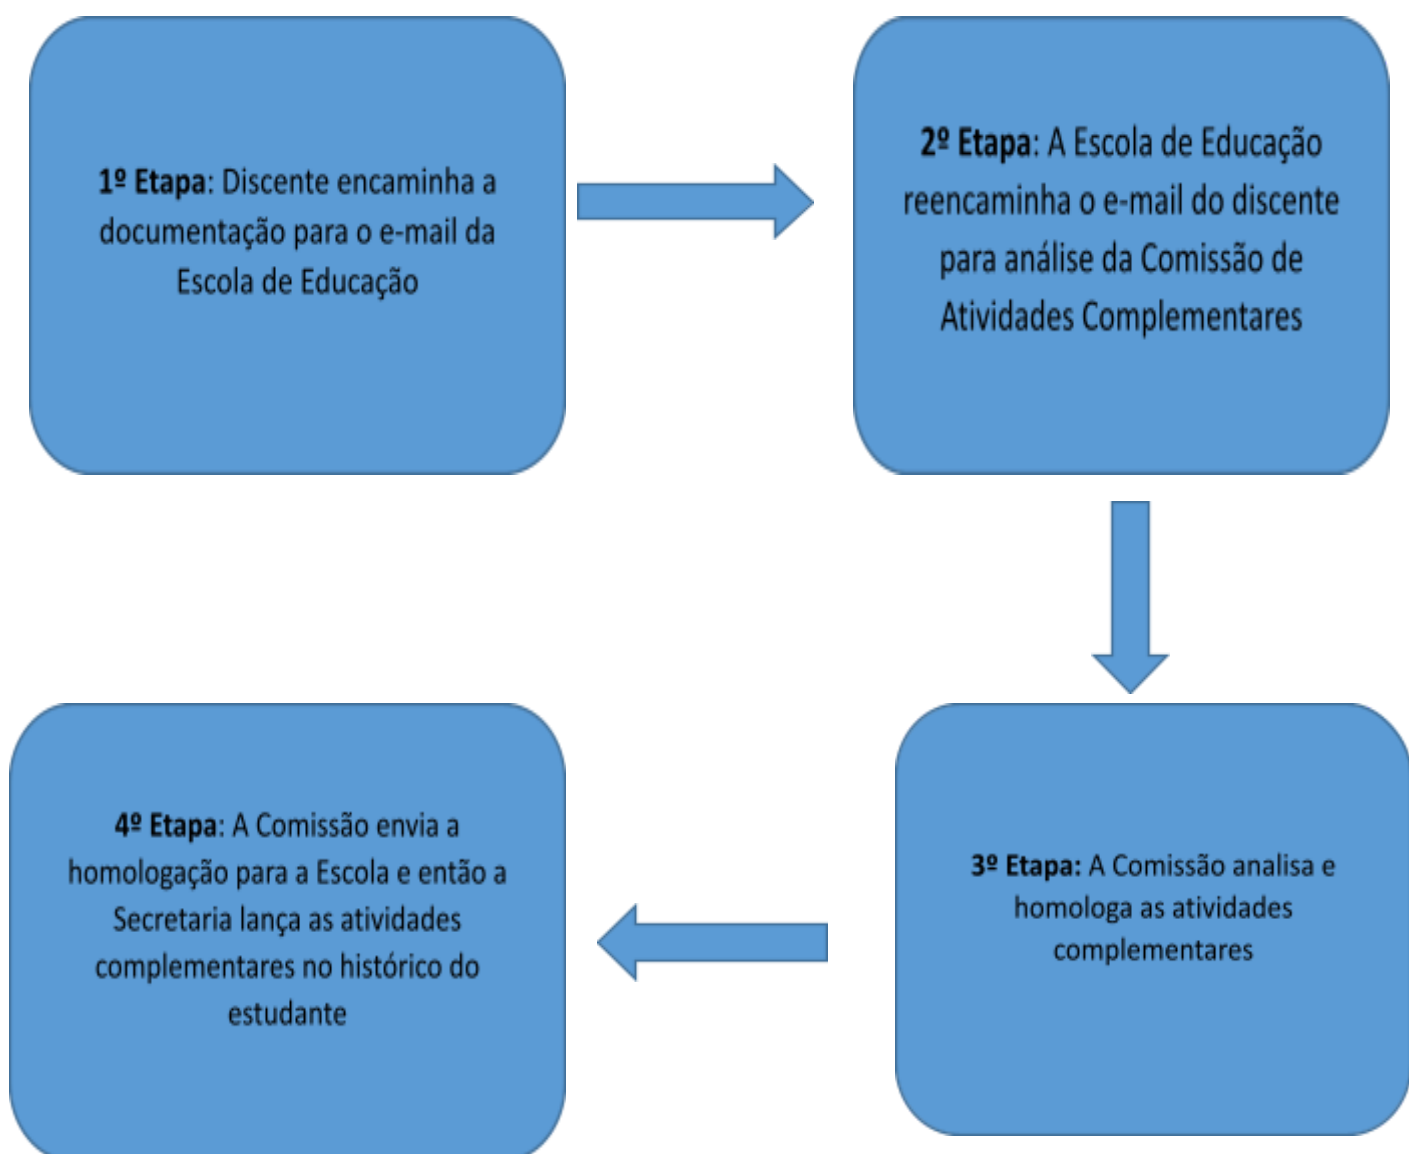 1º Etapa: Discente encaminha a
documentação para o e-mail da
Escola de Educação
2º Etapa: A Escola de Educação
reencaminha o e-mail do discente
para análise da Comissão de
Atividades Complementares
3º Etapa: A Comissão analisa e
homologa as atividades
complementares
4º Etapa: A Comissão envia a
homologação para a Escola e então a
Secretaria lança as atividades
complementares no histórico do
estudante